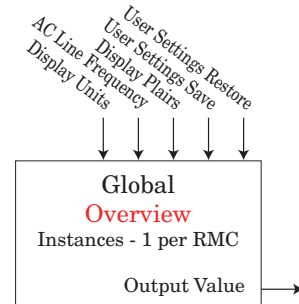 Display Units
AC Line Frequency
Display Plairs
User Settings Save
User Settings Restore
Global
Overview
Instances - 1 per RMC
Output Value